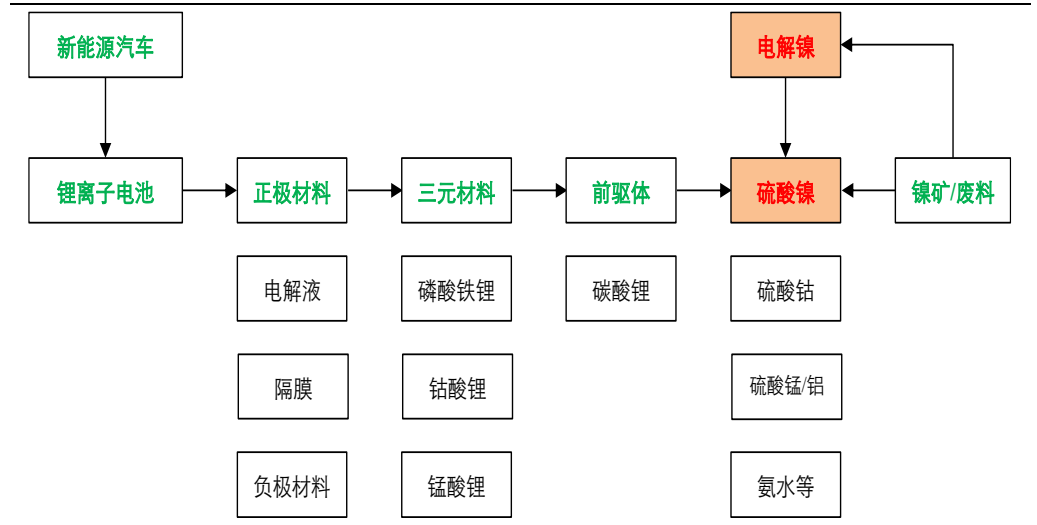 新能源汽车
电解镍
锂离子电池
正极材料
三元材料
前驱体
硫酸镍
镍矿/废料
电解液
磷酸铁锂
碳酸锂
硫酸钴
隔膜
钴酸锂
硫酸锰/铝
负极材料
锰酸锂
氨水等